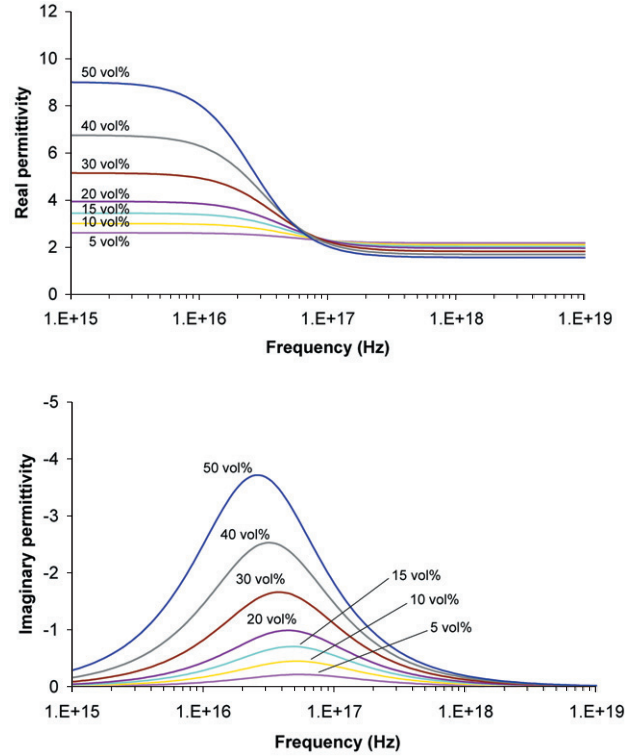 12
10
8
6
4
2
0
Real permittivity
50 vol%
40 vol%
30 vol%
20 vol%
15 vol%
10 vol%
5 vol%
1.E+15 1.E+16 1.E+17 1.E+18 1.E+19
Frequency (Hz)
-5
-4
-3
-2
-1
0
Imaginary permittivity
50 vol%
40 vol%
30 vol%
20 vol%
15 vol%
10 vol%
5 vol%
1.E+15 1.E+16 1.E+17 1.E+18 1.E+19
Frequency (Hz)